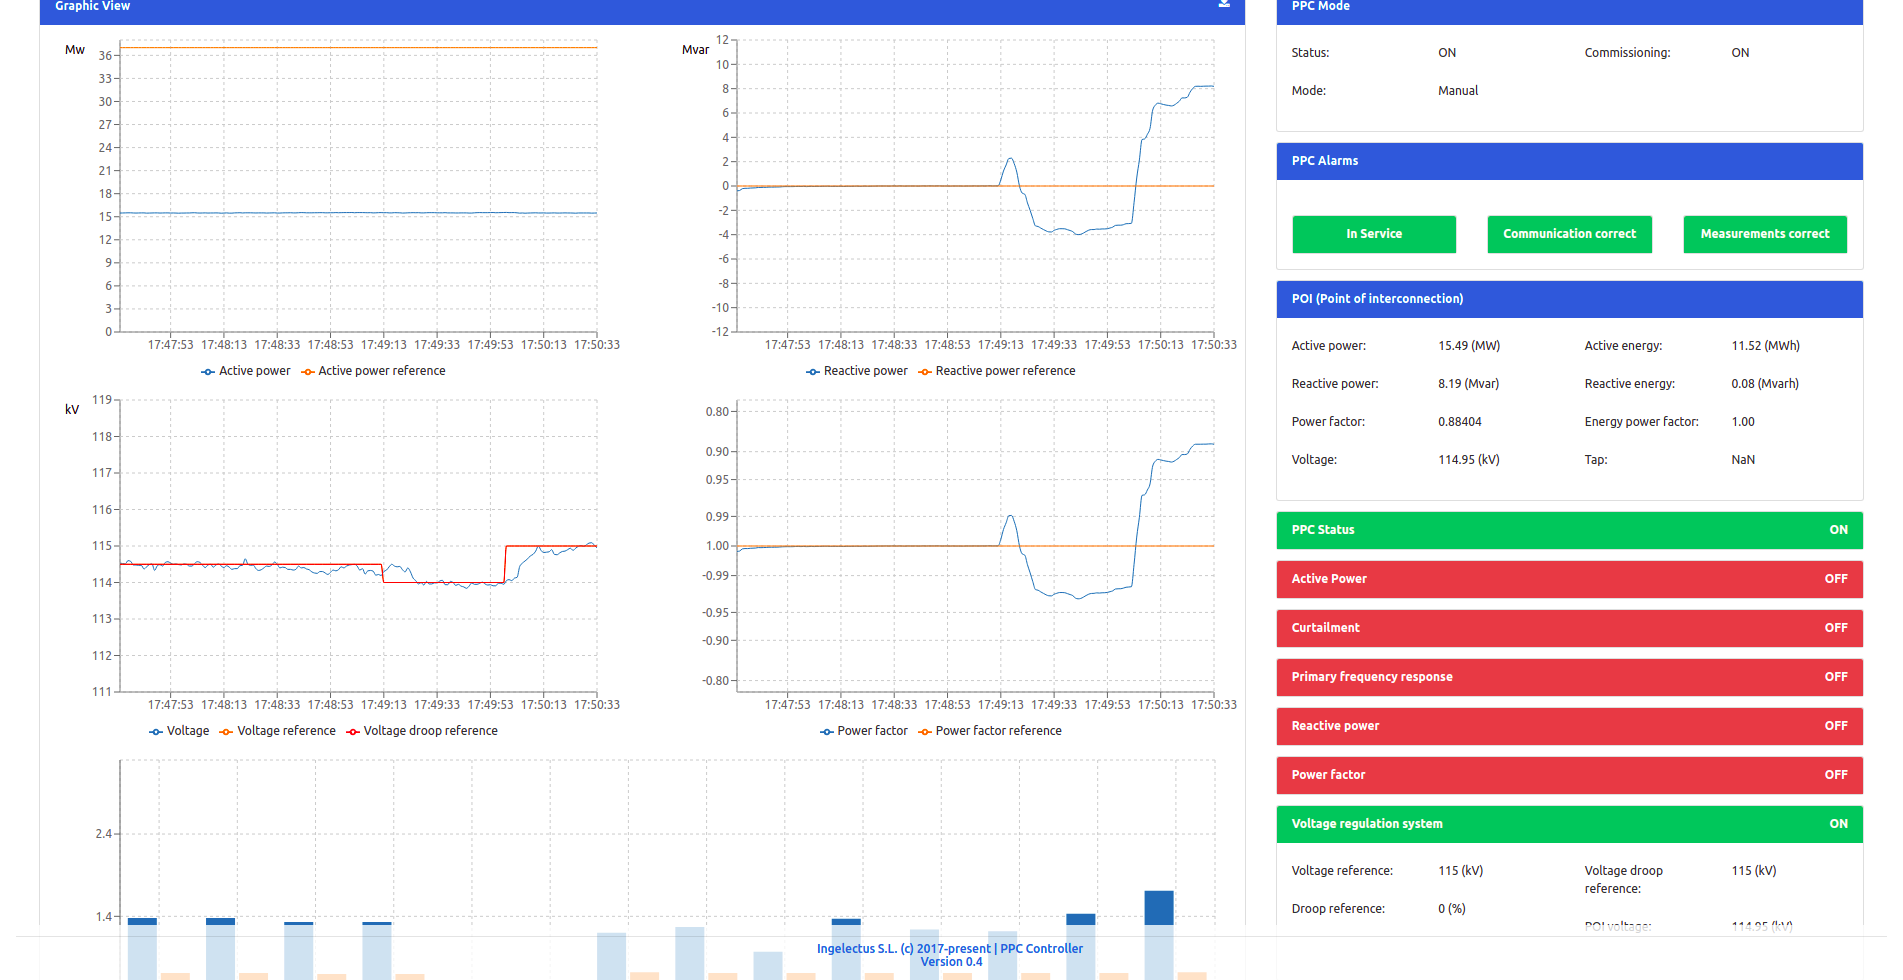 Graphic View
Mw
36
33
30
27
24
21
18
15
12
9
6
3
0
17:47:53 17:48:13 17:48:33 17:48:53 17:49:13 17:49:33 17:49:53 17:50:13 17:50:33
Active power Active power reference
Mvar
12
10
8
6
4
2
0
-2
-4
-6
-8
-10
-12
17:47:53 17:48:13 17:48:33 17:48:53 17:49:13 17:49:33 17:49:53 17:50:13 17:50:33
Reactive power Reactive power reference
kV
119
118
117
116
115
114
113
112
111
17:47:53 17:48:13 17:48:33 17:48:53 17:49:13 17:49:33 17:49:53 17:50:13 17:50:33
Voltage Voltage reference Voltage droop reference
0.80
0.90
0.95
0.99
1.00
-0.99
-0.95
-0.90
-0.80
17:47:53 17:48:13 17:48:33 17:48:53 17:49:13 17:49:33 17:49:53 17:50:13 17:50:33
Power factor Power factor reference
2.4
1.4
PPC Mode
Status: ON Commissioning: ON
Mode: Manual
PPC Alarms
In Service Communication correct Measurements correct
POI (Point of interconnection)
Active power: 15.49 (MW) Active energy: 11.52 (MWh)
Reactive power: 8.19 (Mvar) Reactive energy: 0.08 (Mvarh)
Power factor: 0.88404 Energy power factor: 1.00
Voltage: 114.95 (kV) Tap: NaN
PPC Status ON
Active Power OFF
Curtailment OFF
Primary frequency response OFF
Reactive power OFF
Power factor OFF
Voltage regulation system ON
Voltage reference: 115 (kV) Voltage droop reference: 115 (kV)
Droop reference: 0 (%)
POI voltage: 114.95 (kV)
Ingelectus S.L. (c) 2017-present | PPC Controller
Version 0.4